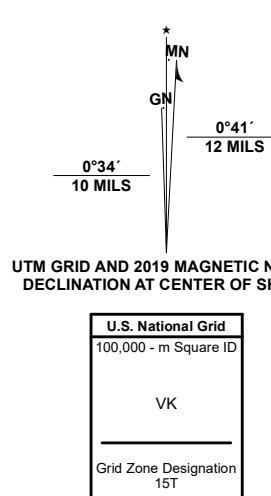 ★
MN
GN
0°41´
12 MILS
0°34´
10 MILS
UTM GRID AND 2019 MAGNETIC N
DECLINATION AT CENTER OF SH
U.S. National Grid
100,000 - m Square ID
VK
Grid Zone Designation
15T